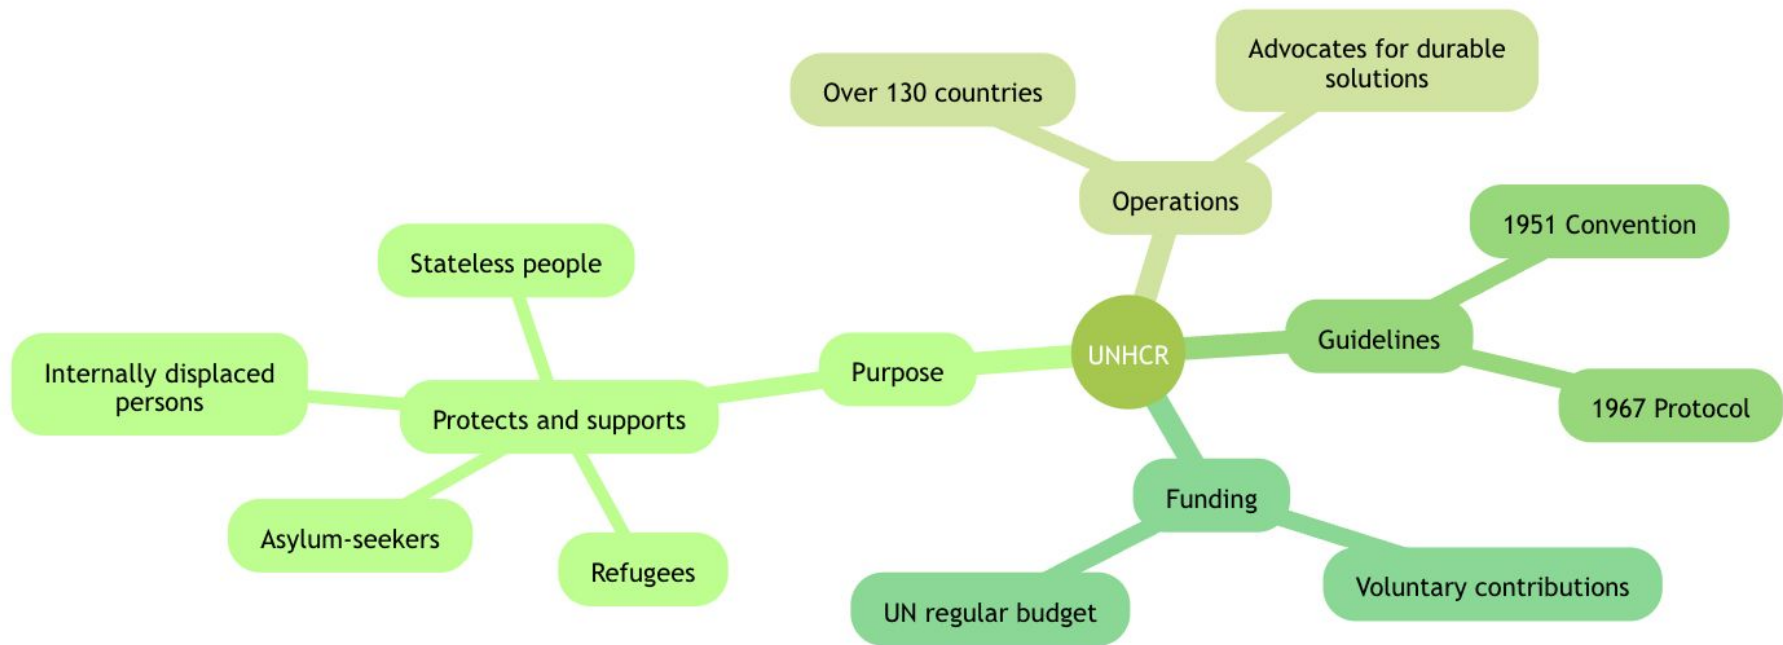 Advocates for durable
solutions
Over 130 countries
Operations
1951 Convention
Stateless people
Guidelines
UNHCR
Internally displaced
persons
Purpose
Protects and supports
1967 Protocol
Funding
Asylum-seekers
Refugees
Voluntary contributions
UN regular budget